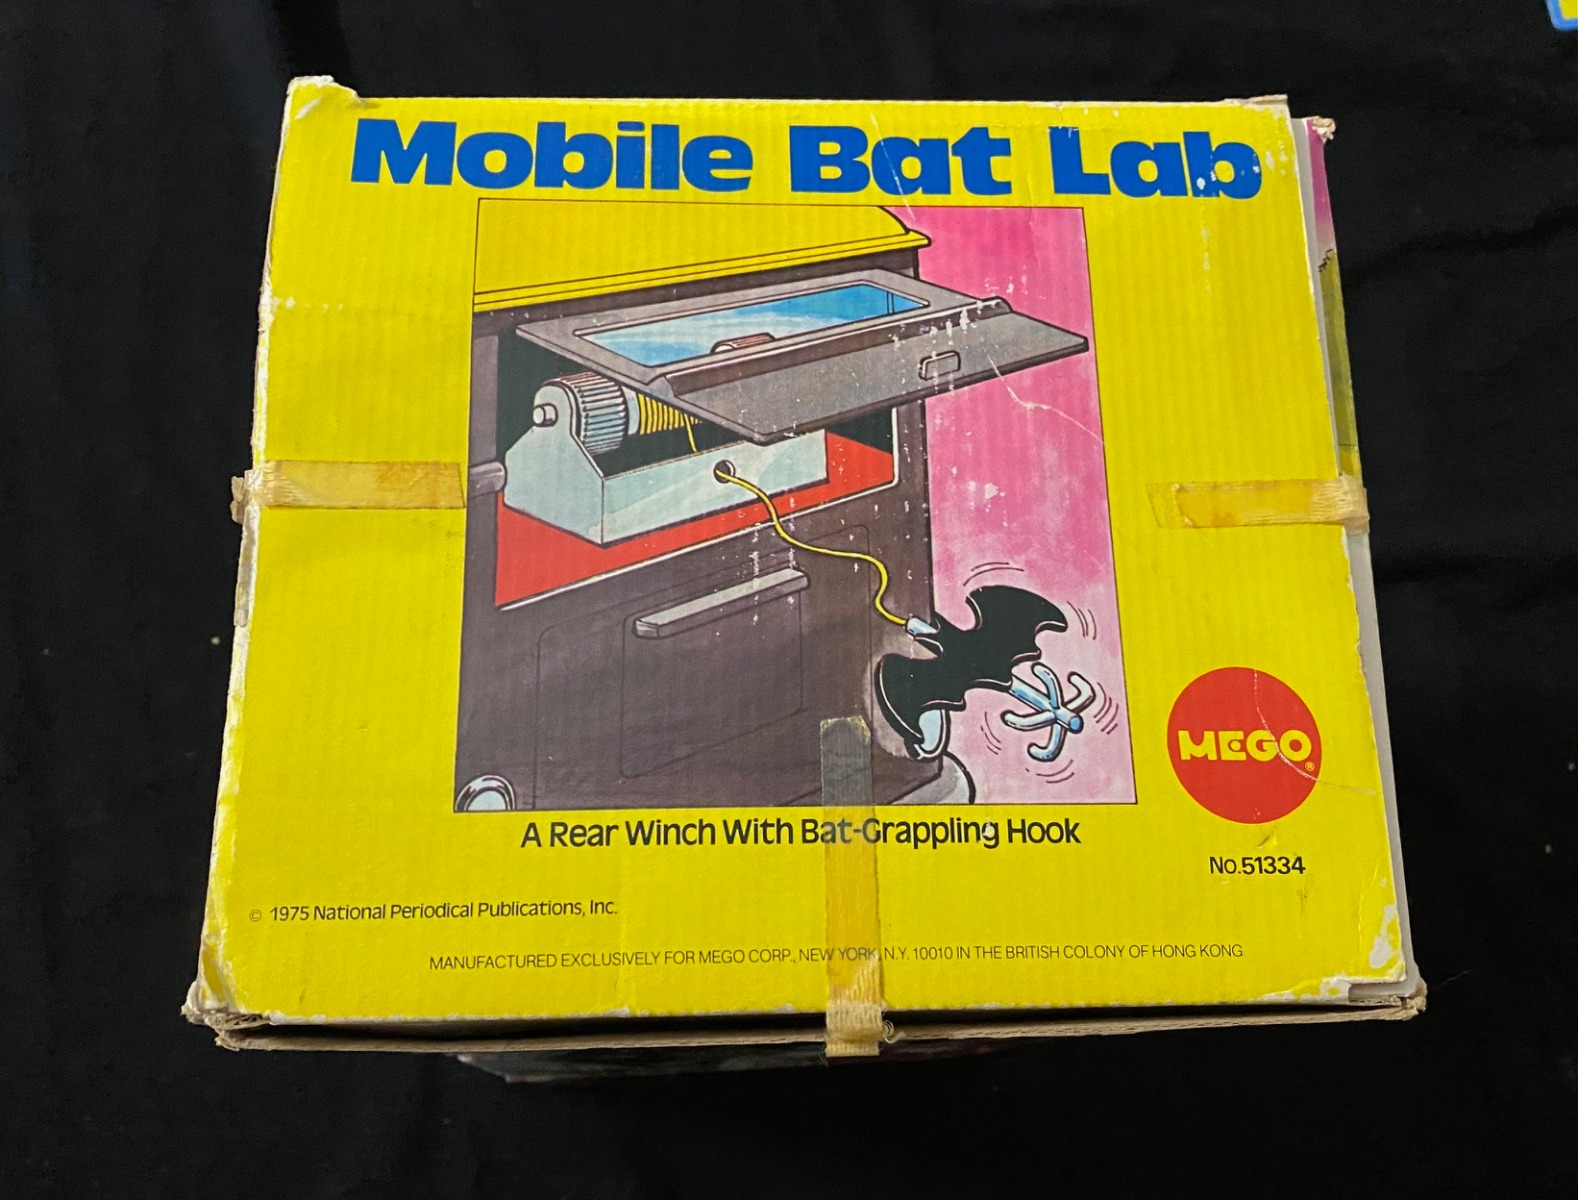 Mobile Bat Lab
MEGO®
A Rear Winch With Bat-Grappling Hook
No.51334
© 1975 National Periodical Publications, Inc.
MANUFACTURED EXCLUSIVELY FOR MEGO CORP., NEW YORK, N.Y. 10010 IN THE BRITISH COLONY OF HONG KONG